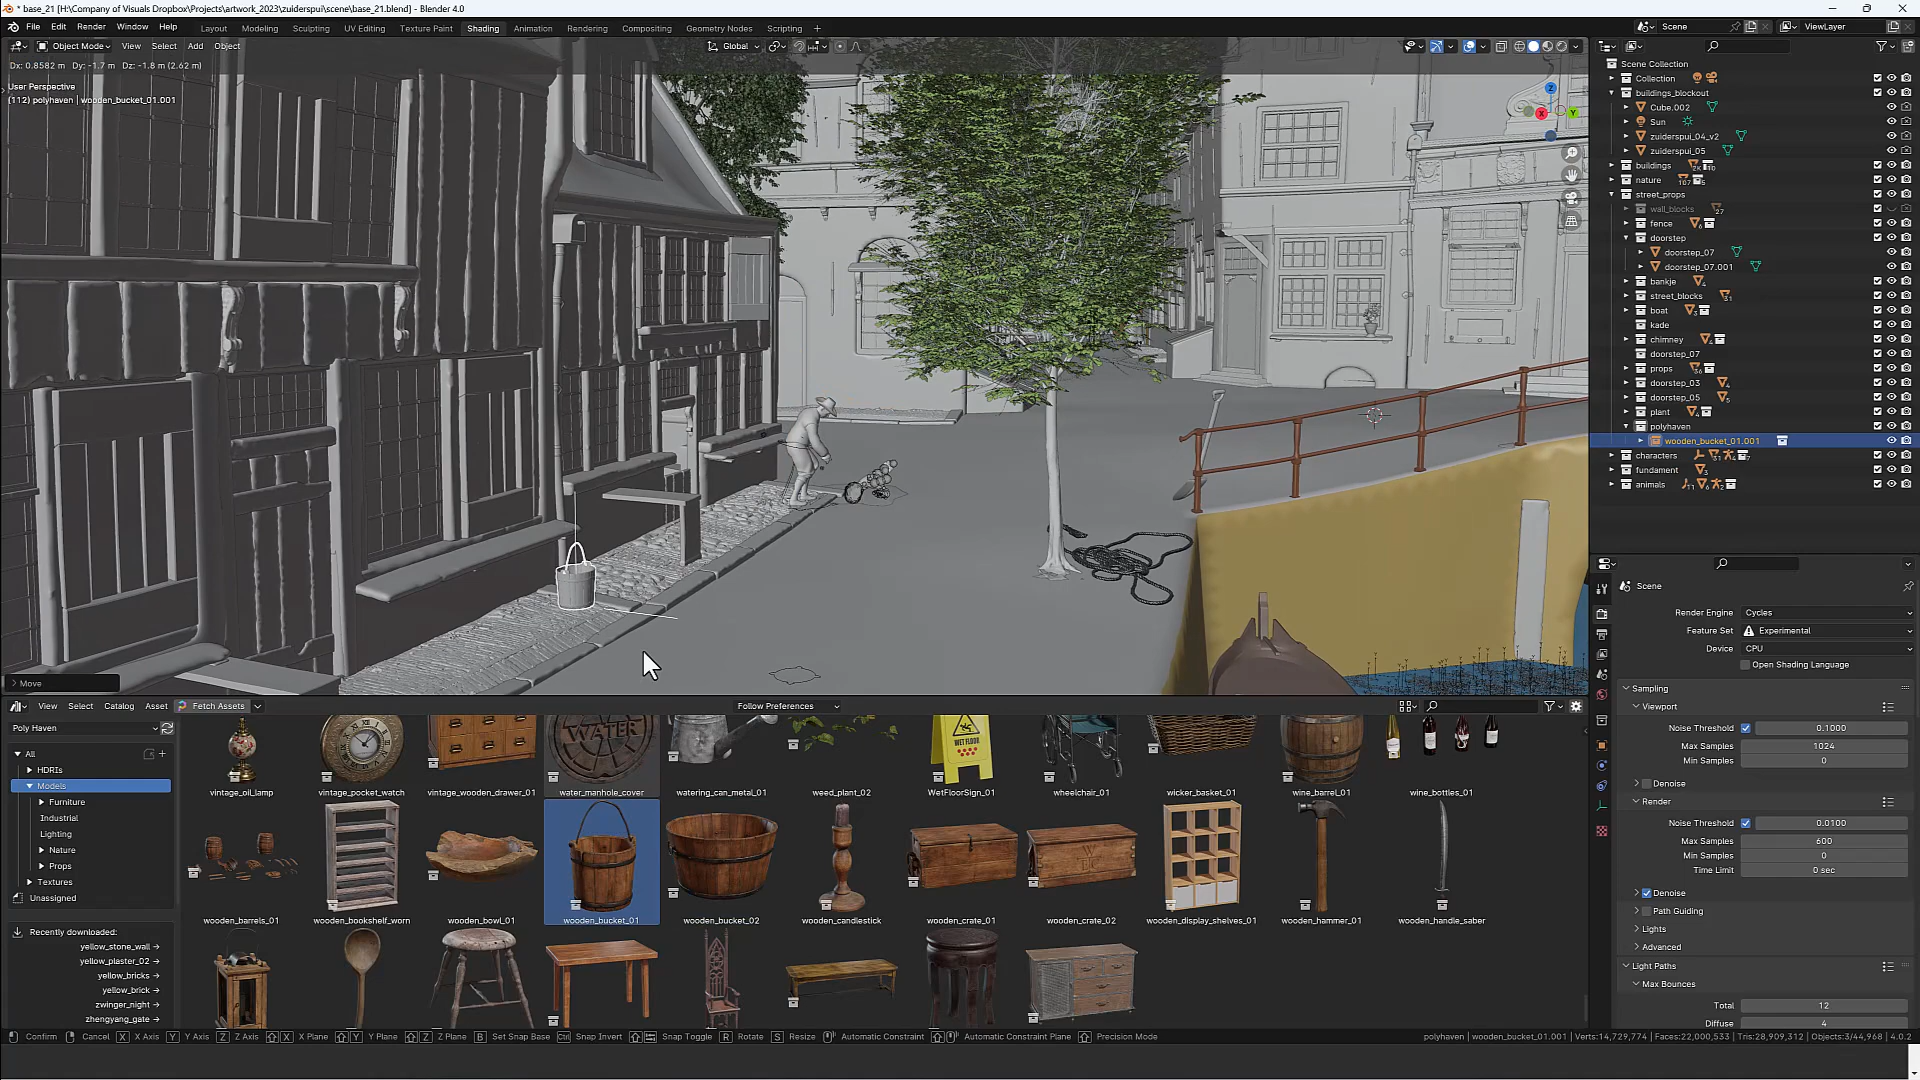 * base_21 [H:\Company of Visuals Dropbox\Projects\artwork_2023\zuiderspui\scene\base_21.blend] - Blender 4.0
File Edit Render Window Help Layout Modeling Sculpting UV Editing Texture Paint Shading Animation Rendering Compositing Geometry Nodes Scripting +
Scene ViewLayer
Object Mode View Select Add Object Global
Dx: 0.8582 m Dy: -1.7 m Dz: -1.8 m (2.62 m)
User Perspective
(112) polyhaven | wooden_bucket_01.001
Z
X
Y
Move
Scene Collection
Collection
buildings_blockout
Cube.002
Sun
zuiderspui_04_v2
zuiderspui_05
buildings
nature
street_props
wall_blocks
fence
doorstep
doorstep_07
doorstep_07.001
bankje
street_blocks
boat
kade
chimney
doorstep_07
props
doorstep_03
doorstep_05
plant
polyhaven
wooden_bucket_01.001
characters
fundament
animals
Scene
Render Engine Cycles
Feature Set Experimental
Device CPU
Open Shading Language
Sampling
Viewport
Noise Threshold 0.1000
Max Samples 1024
Min Samples 0
Denoise
Render
Noise Threshold 0.0100
Max Samples 600
Min Samples 0
Time Limit 0 sec
Denoise
Path Guiding
Lights
Advanced
Light Paths
Max Bounces
Total 12
Diffuse 4
View Select Catalog Asset Fetch Assets Follow Preferences
Poly Haven
All
HDRIs
Models
Furniture
Industrial
Lighting
Nature
Props
Textures
Unassigned
Recently downloaded:
yellow_stone_wall
yellow_plaster_02
yellow_bricks
yellow_brick
zwinger_night
zhengyang_gate
WATER
vintage_oil_lamp vintage_pocket_watch vintage_wooden_drawer_01 water_manhole_cover watering_can_metal_01 weed_plant_02 WetFloorSign_01 wheelchair_01 wicker_basket_01 wine_barrel_01 wine_bottles_01
wooden_barrels_01 wooden_bookshelf_worn wooden_bowl_01 wooden_bucket_01 wooden_bucket_02 wooden_candlestick wooden_crate_01 wooden_crate_02 wooden_display_shelves_01 wooden_hammer_01 wooden_handle_saber
Confirm Cancel X X Axis Y Y Axis Z Z Axis X X Plane Y Y Plane Z Z Plane B Set Snap Base Ctrl Snap Invert Snap Toggle R Rotate S Resize Automatic Constraint Automatic Constraint Plane Precision Mode
polyhaven | wooden_bucket_01.001 | Verts:14,729,774 | Faces:22,000,533 | Tris:28,909,312 | Objects:3/44,968 | 4.0.2